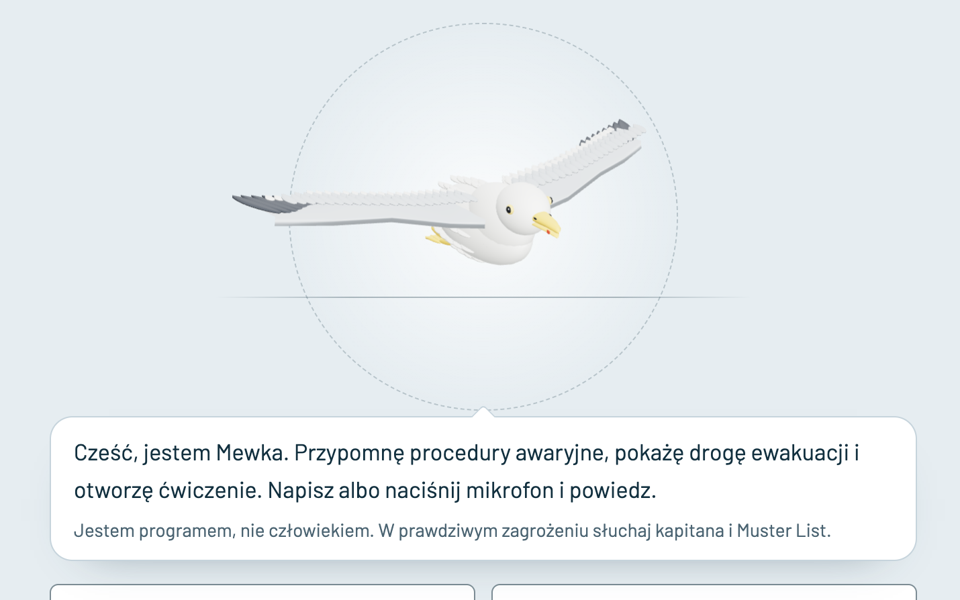 Cześć, jestem Mewka. Przypomnę procedury awaryjne, pokażę drogę ewakuacji i
otworzę ćwiczenie. Napisz albo naciśnij mikrofon i powiedz.
Jestem programem, nie człowiekiem. W prawdziwym zagrożeniu słuchaj kapitana i Muster List.